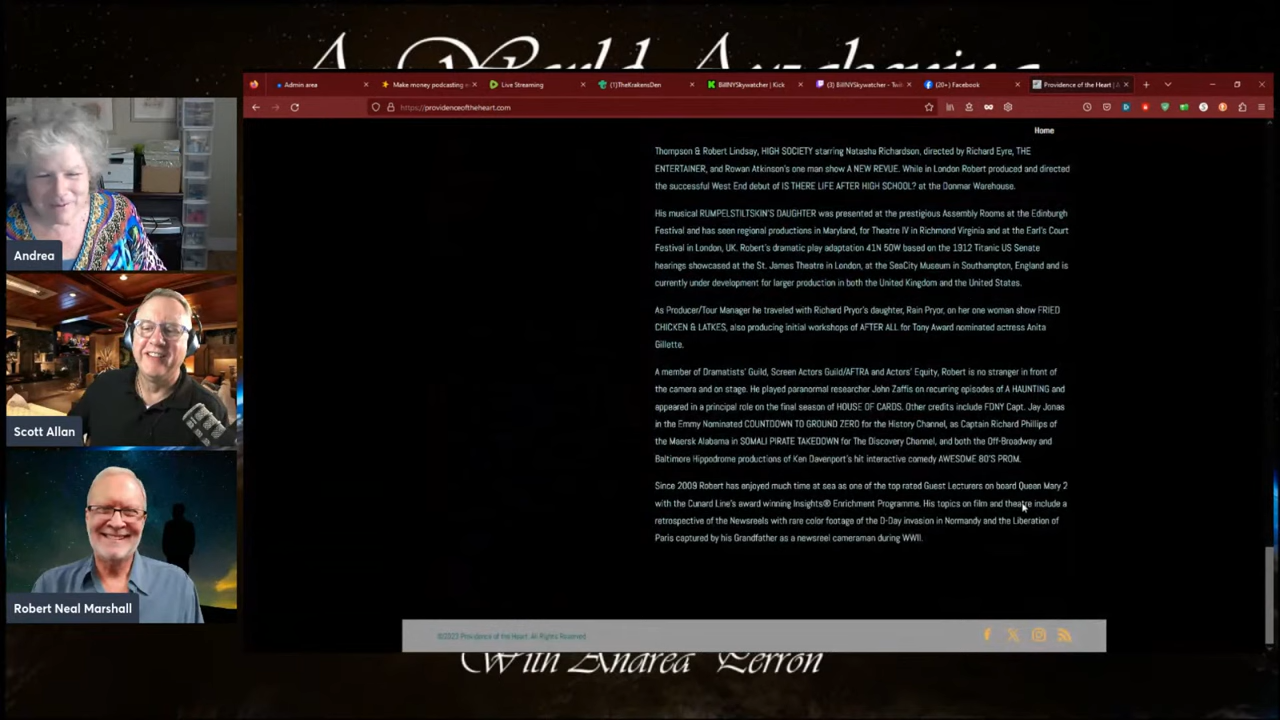 A World Awakening
Admin area
Make money podcasting
Live Streaming
(1)TheKrakensDen
BillNYSkywatcher | Kick
(3) BillNYSkywatcher - Twit
(20+) Facebook
Providence of the Heart | A
https://providenceoftheheart.com
Home
Thompson & Robert Lindsay, HIGH SOCIETY starring Natasha Richardson, directed by Richard Eyre, THE
ENTERTAINER, and Rowan Atkinson's one man show A NEW REVUE. While in London Robert produced and directed
the successful West End debut of IS THERE LIFE AFTER HIGH SCHOOL? at the Donmar Warehouse.
His musical RUMPELSTILTSKIN'S DAUGHTER was presented at the prestigious Assembly Rooms at the Edinburgh
Festival and has seen regional productions in Maryland, for Theatre IV in Richmond Virginia and at the Earl's Court
Festival in London, UK. Robert's dramatic play adaptation 41N 50W based on the 1912 Titanic US Senate
hearings showcased at the St. James Theatre in London, at the SeaCity Museum in Southampton, England and is
currently under development for larger production in both the United Kingdom and the United States.
As Producer/Tour Manager he traveled with Richard Pryor's daughter, Rain Pryor, on her one woman show FRIED
CHICKEN & LATKES, also producing initial workshops of AFTER ALL for Tony Award nominated actress Anita
Gillette.
A member of Dramatists' Guild, Screen Actors Guild/AFTRA and Actors' Equity, Robert is no stranger in front of
the camera and on stage. He played paranormal researcher John Zaffis on recurring episodes of A HAUNTING and
appeared in a principal role on the final season of HOUSE OF CARDS. Other credits include FDNY Capt. Jay Jonas
in the Emmy Nominated COUNTDOWN TO GROUND ZERO for the History Channel, as Captain Richard Phillips of
the Maersk Alabama in SOMALI PIRATE TAKEDOWN for The Discovery Channel, and both the Off-Broadway and
Baltimore Hippodrome productions of Ken Davenport's hit interactive comedy AWESOME 80'S PROM.
Since 2009 Robert has enjoyed much time at sea as one of the top rated Guest Lecturers on board Queen Mary 2
with the Cunard Line's award winning Insights® Enrichment Programme. His topics on film and theatre include a
retrospective of the Newsreels with rare color footage of the D-Day invasion in Normandy and the Liberation of
Paris captured by his Grandfather as a newsreel cameraman during WWII.
©2023 Providence of the Heart. All Rights Reserved
Andrea
Scott Allan
Robert Neal Marshall
With Andrea Perron